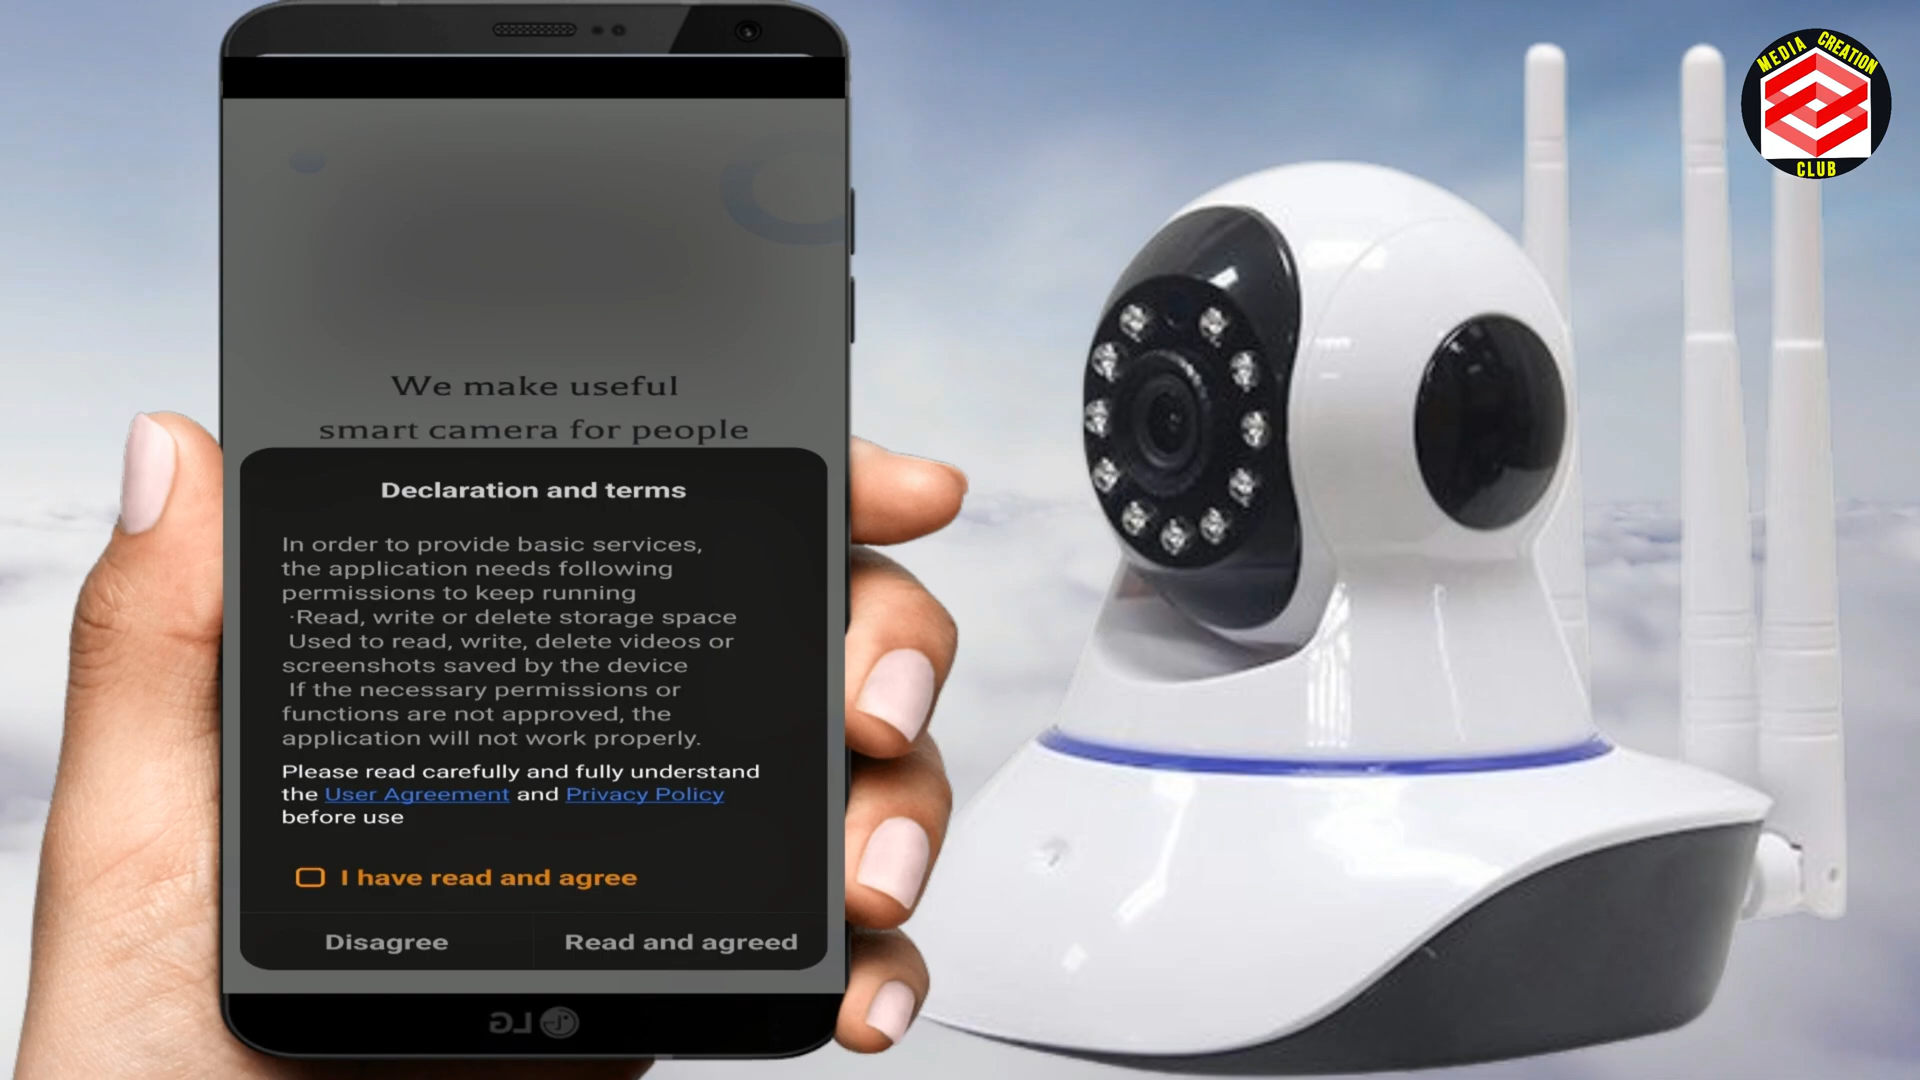 MEDIA CREATION
CLUB
We make useful
smart camera for people
Declaration and terms
In order to provide basic services,
the application needs following
permissions to keep running
·Read, write or delete storage space
Used to read, write, delete videos or
screenshots saved by the device
If the necessary permissions or
functions are not approved, the
application will not work properly.
Please read carefully and fully understand
the User Agreement and Privacy Policy
before use
I have read and agree
Disagree
Read and agreed
LG